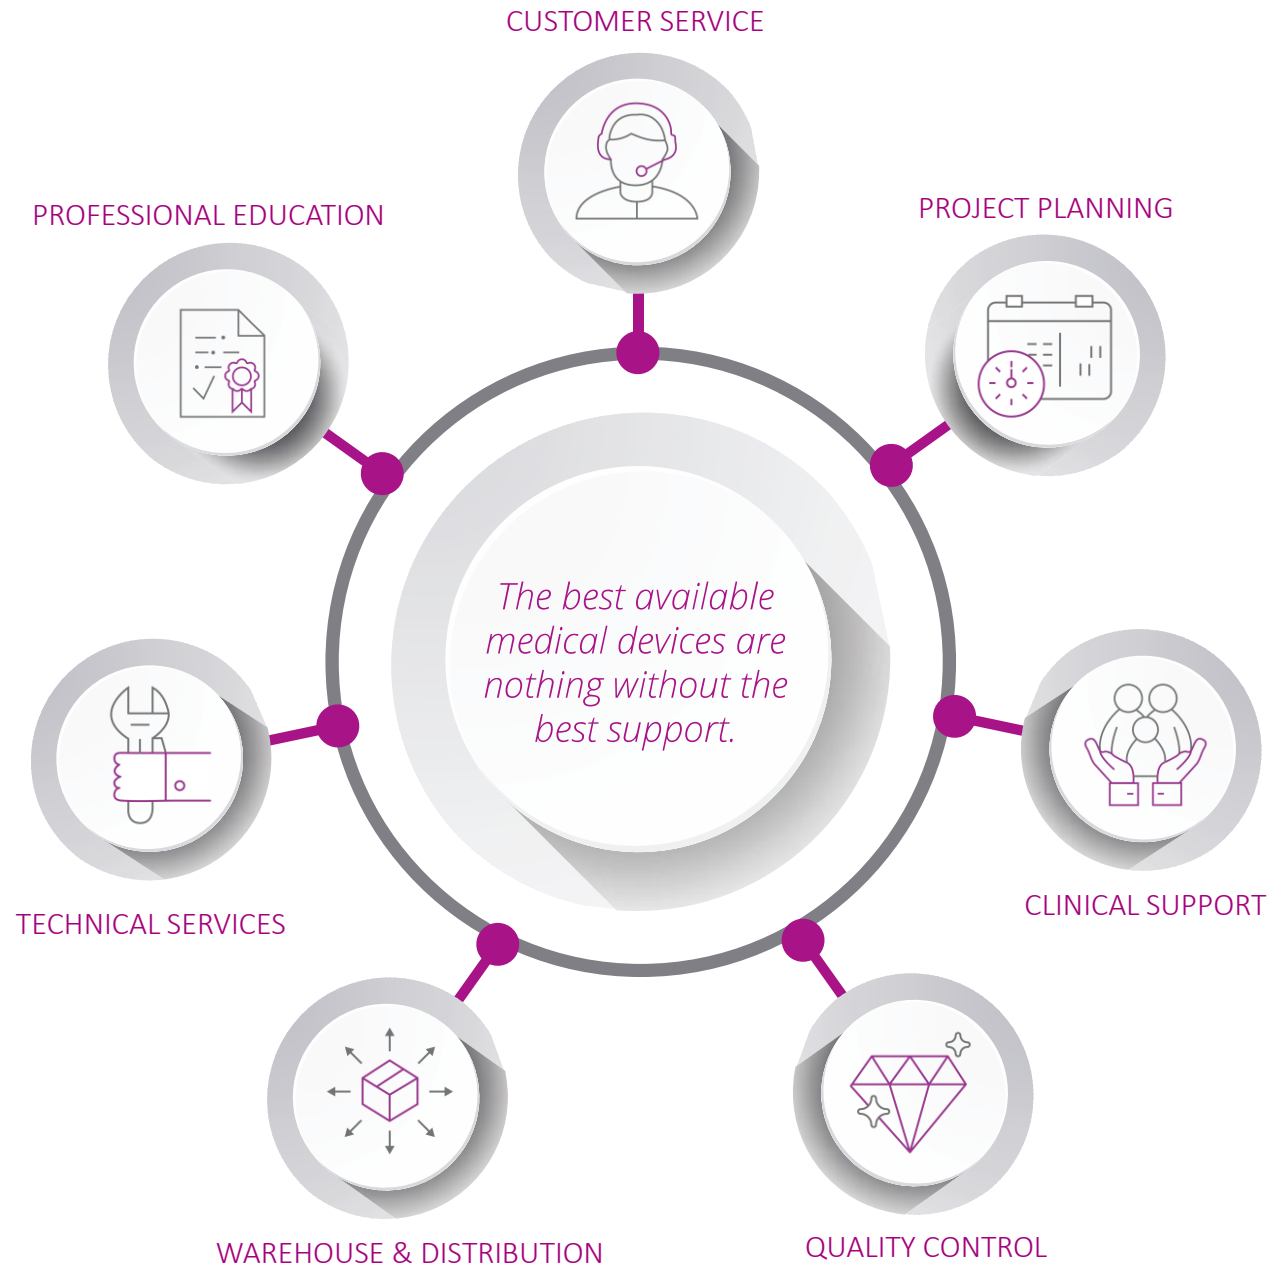 CUSTOMER SERVICE
PROJECT PLANNING
PROFESSIONAL EDUCATION
The best available
medical devices are
nothing without the
best support.
CLINICAL SUPPORT
TECHNICAL SERVICES
QUALITY CONTROL
WAREHOUSE & DISTRIBUTION